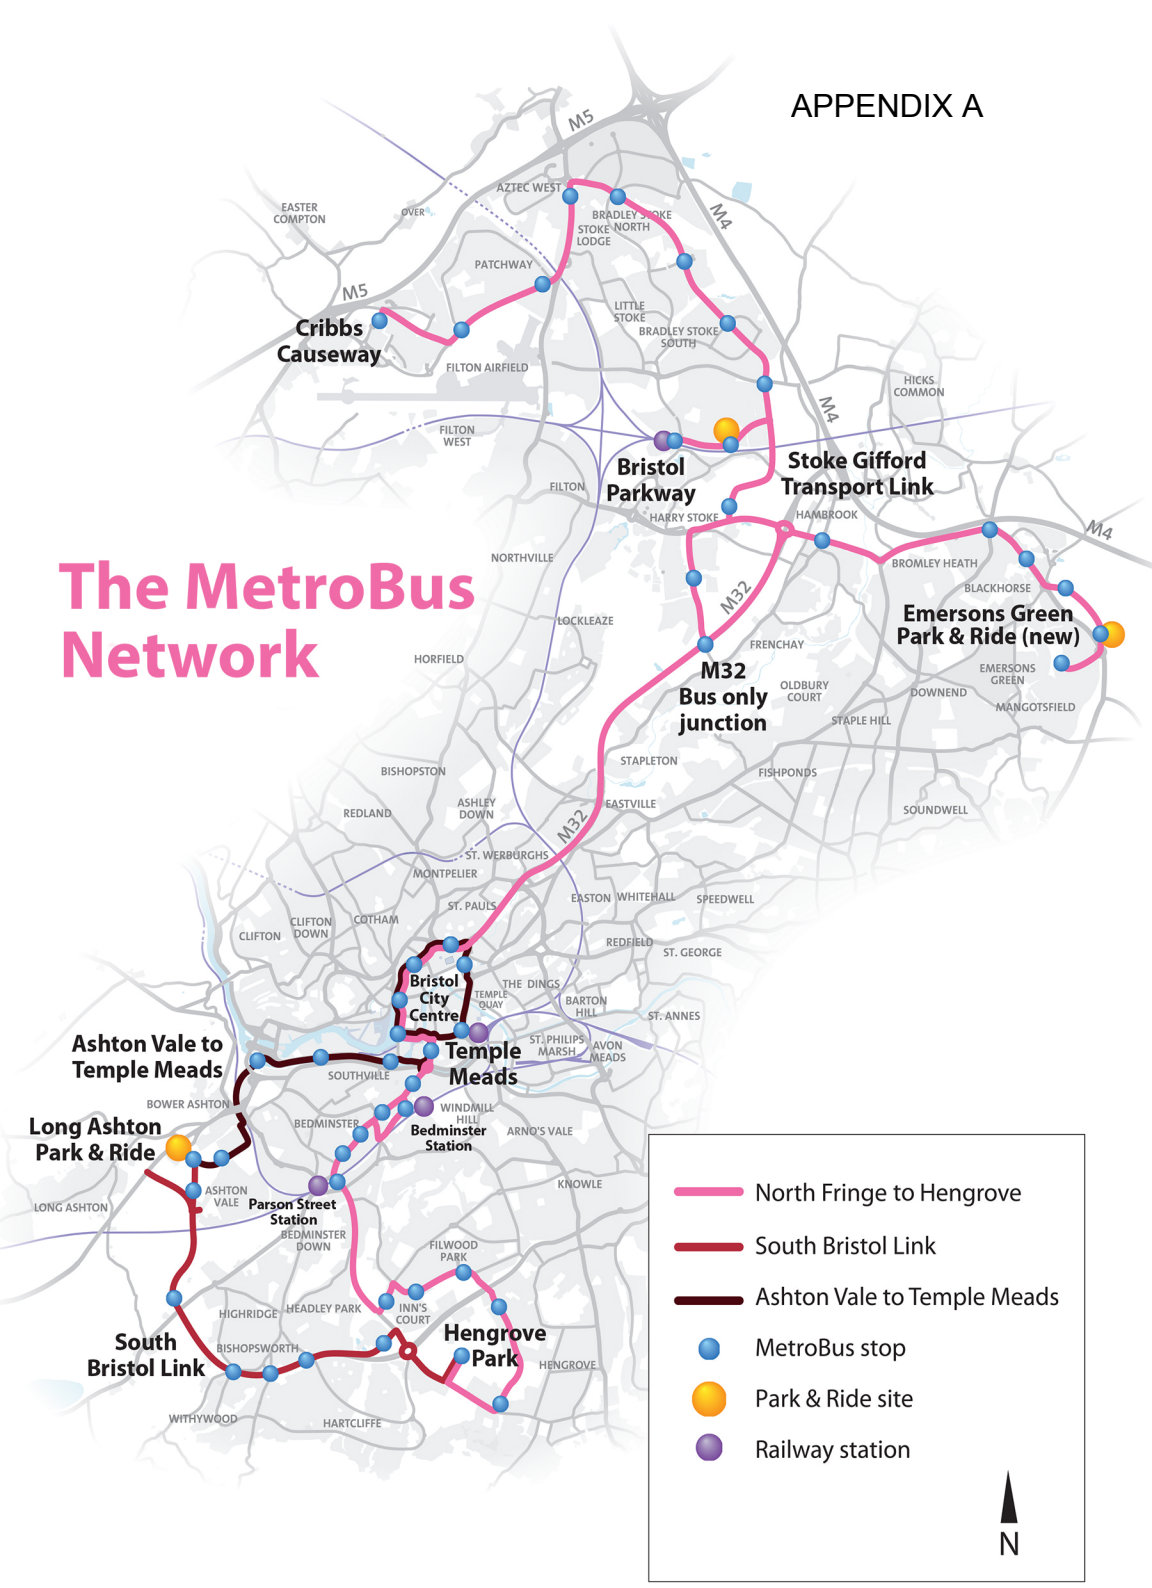 APPENDIX A
M5
AZTEC WEST
EASTER
COMPTON
OVER
BRADLEY STOKE
NORTH
M4
STOKE
LODGE
PATCHWAY
M5
LITTLE
STOKE
Cribbs
Causeway
BRADLEY STOKE
SOUTH
FILTON AIRFIELD
HICKS
COMMON
M4
FILTON
WEST
Bristol
Parkway
Stoke Gifford
Transport Link
FILTON
HARRY STOKE
HAMBROOK
M4
NORTHVILLE
BROMLEY HEATH
The MetroBus
Network
BLACKHORSE
M32
LOCKLEAZE
Emersons Green
Park & Ride (new)
FRENCHAY
HORFIELD
M32
Bus only
junction
EMERSONS
GREEN
OLDBURY
COURT
DOWNEND
MANGOTSFIELD
STAPLE HILL
STAPLETON
BISHOPSTON
FISHPONDS
ASHLEY
DOWN
EASTVILLE
REDLAND
SOUNDWELL
M32
ST. WERBURGHS
MONTPELIER
EASTON
WHITEHALL
SPEEDWELL
ST. PAULS
CLIFTON
DOWN
COTHAM
CLIFTON
REDFIELD
ST. GEORGE
Bristol
City
Centre
THE DINGS
TEMPLE
QUAY
BARTON
HILL
ST. ANNES
Ashton Vale to
Temple Meads
ST. PHILIPS
MARSH
AVON
MEADS
Temple
Meads
SOUTHVILLE
BOWER ASHTON
WINDMILL
HILL
BEDMINSTER
Long Ashton
Park & Ride
Bedminster
Station
ARNO'S VALE
KNOWLE
ASHTON
VALE
LONG ASHTON
Parson Street
Station
BEDMINSTER
DOWN
FILWOOD
PARK
HIGHRIDGE
HEADLEY PARK
INN'S
COURT
South
Bristol Link
BISHOPSWORTH
Hengrove
Park
HENGROVE
WITHYWOOD
HARTCLIFFE
North Fringe to Hengrove
South Bristol Link
Ashton Vale to Temple Meads
MetroBus stop
Park & Ride site
Railway station
N